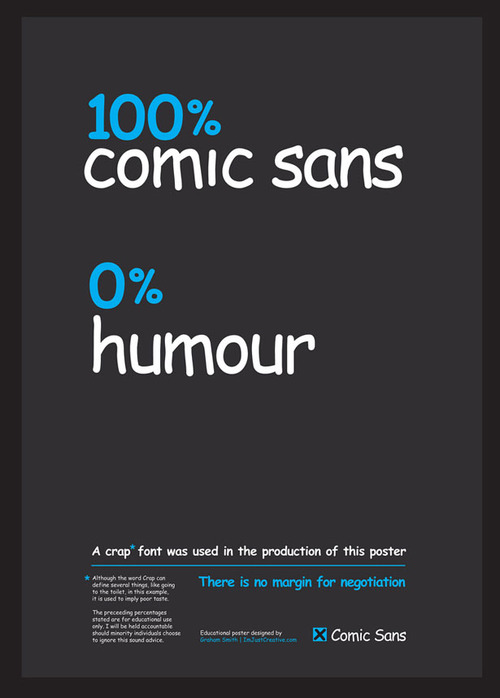 100%
comic sans
0%
humour
A crap* font was used in the production of this poster
* Although the word Crap can
define several things, like going
to the toilet, in this example,
it is used to imply poor taste.
The preceeding percentages
stated are for educational use
only. I will be held accountable
should minority individuals choose
to ignore this sound advice.
There is no margin for negotiation
Educational poster designed by
Graham Smith | ImJustCreative.com
Comic Sans